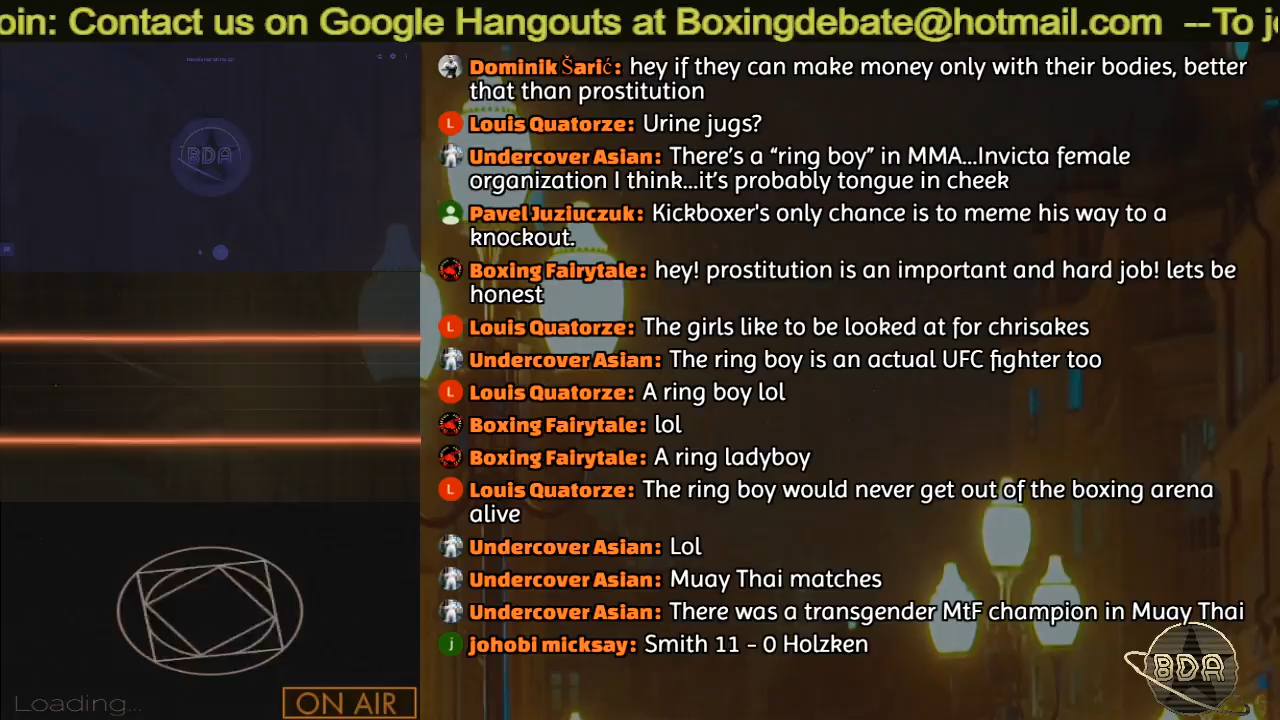 oin: Contact us on Google Hangouts at Boxingdebate@hotmail.com --To j
BDA
Dominik Šarić: hey if they can make money only with their bodies, better
that than prostitution
Louis Quatorze: Urine jugs?
Undercover Asian: There's a “ring boy” in MMA...Invicta female
organization I think...it's probably tongue in cheek
Pavel Juziuczuk: Kickboxer's only chance is to meme his way to a
knockout.
Boxing Fairytale: hey! prostitution is an important and hard job! lets be
honest
Louis Quatorze: The girls like to be looked at for chrisakes
Undercover Asian: The ring boy is an actual UFC fighter too
Louis Quatorze: A ring boy lol
Boxing Fairytale: lol
Boxing Fairytale: A ring ladyboy
Louis Quatorze: The ring boy would never get out of the boxing arena
alive
Undercover Asian: Lol
Undercover Asian: Muay Thai matches
Undercover Asian: There was a transgender MtF champion in Muay Thai
johobi micksay: Smith 11 - 0 Holzken
Loading...
ON AIR
BDA